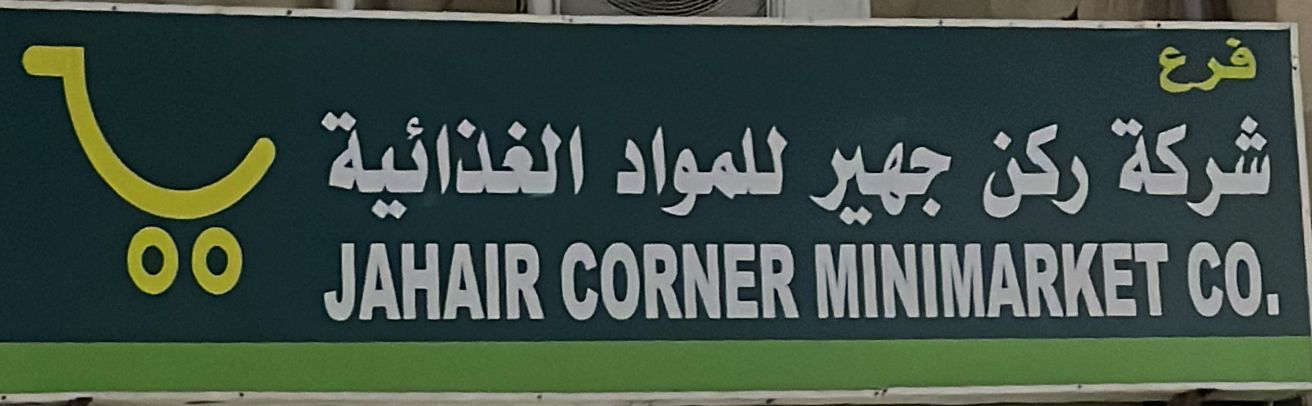 فرع
شركة ركن جهير للمواد الغذائية
JAHAIR CORNER MINIMARKET CO.